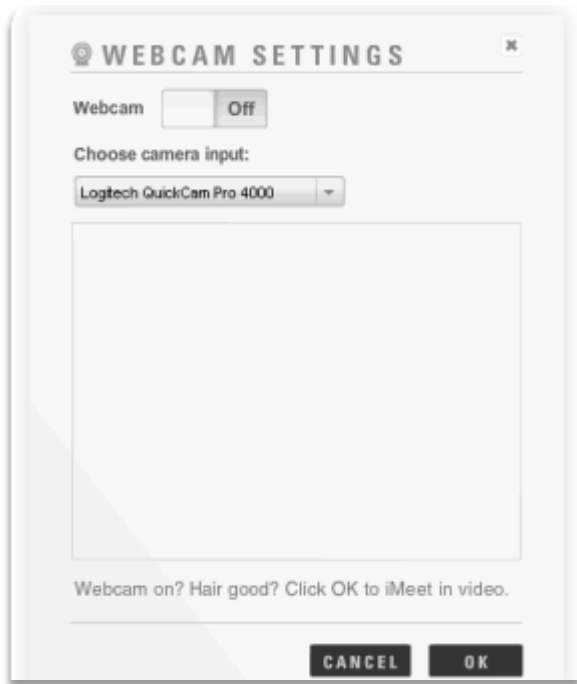 WEBCAM SETTINGS
Webcam Off
Choose camera input:
Logitech QuickCam Pro 4000
Webcam on? Hair good? Click OK to iMeet in video.
CANCEL OK